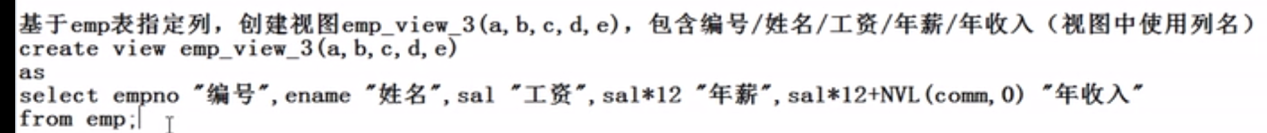 基于emp表指定列，创建视图emp_view_3(a,b,c,d,e)，包含编号/姓名/工资/年薪/年收入（视图中使用列名）
create view emp_view_3(a,b,c,d,e)
as
select empno "编号",ename "姓名",sal "工资",sal*12 "年薪",sal*12+NVL(comm,0) "年收入"
from emp;